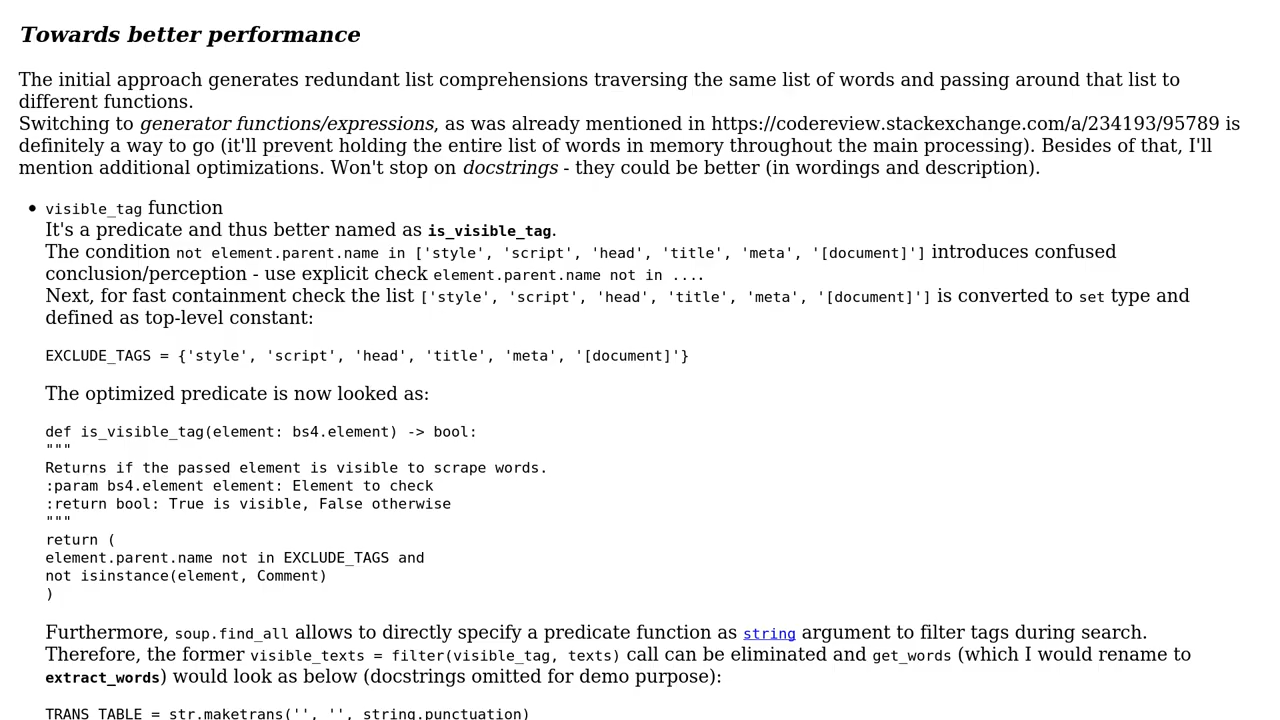 Towards better performance
The initial approach generates redundant list comprehensions traversing the same list of words and passing around that list to
different functions.
Switching to generator functions/expressions, as was already mentioned in https://codereview.stackexchange.com/a/234193/95789 is
definitely a way to go (it'll prevent holding the entire list of words in memory throughout the main processing). Besides of that, I'll
mention additional optimizations. Won't stop on docstrings - they could be better (in wordings and description).
• visible_tag function
It's a predicate and thus better named as is_visible_tag.
The condition not element.parent.name in ['style', 'script', 'head', 'title', 'meta', '[document]'] introduces confused
conclusion/perception - use explicit check element.parent.name not in ....
Next, for fast containment check the list ['style', 'script', 'head', 'title', 'meta', '[document]'] is converted to set type and
defined as top-level constant:
EXCLUDE_TAGS = {'style', 'script', 'head', 'title', 'meta', '[document]'}
The optimized predicate is now looked as:
def is_visible_tag(element: bs4.element) -> bool:
"""
Returns if the passed element is visible to scrape words.
:param bs4.element element: Element to check
:return bool: True is visible, False otherwise
"""
return (
element.parent.name not in EXCLUDE_TAGS and
not isinstance(element, Comment)
)
Furthermore, soup.find_all allows to directly specify a predicate function as string argument to filter tags during search.
Therefore, the former visible_texts = filter(visible_tag, texts) call can be eliminated and get_words (which I would rename to
extract_words) would look as below (docstrings omitted for demo purpose):
TRANS_TABLE = str.maketrans('', '', string.punctuation)